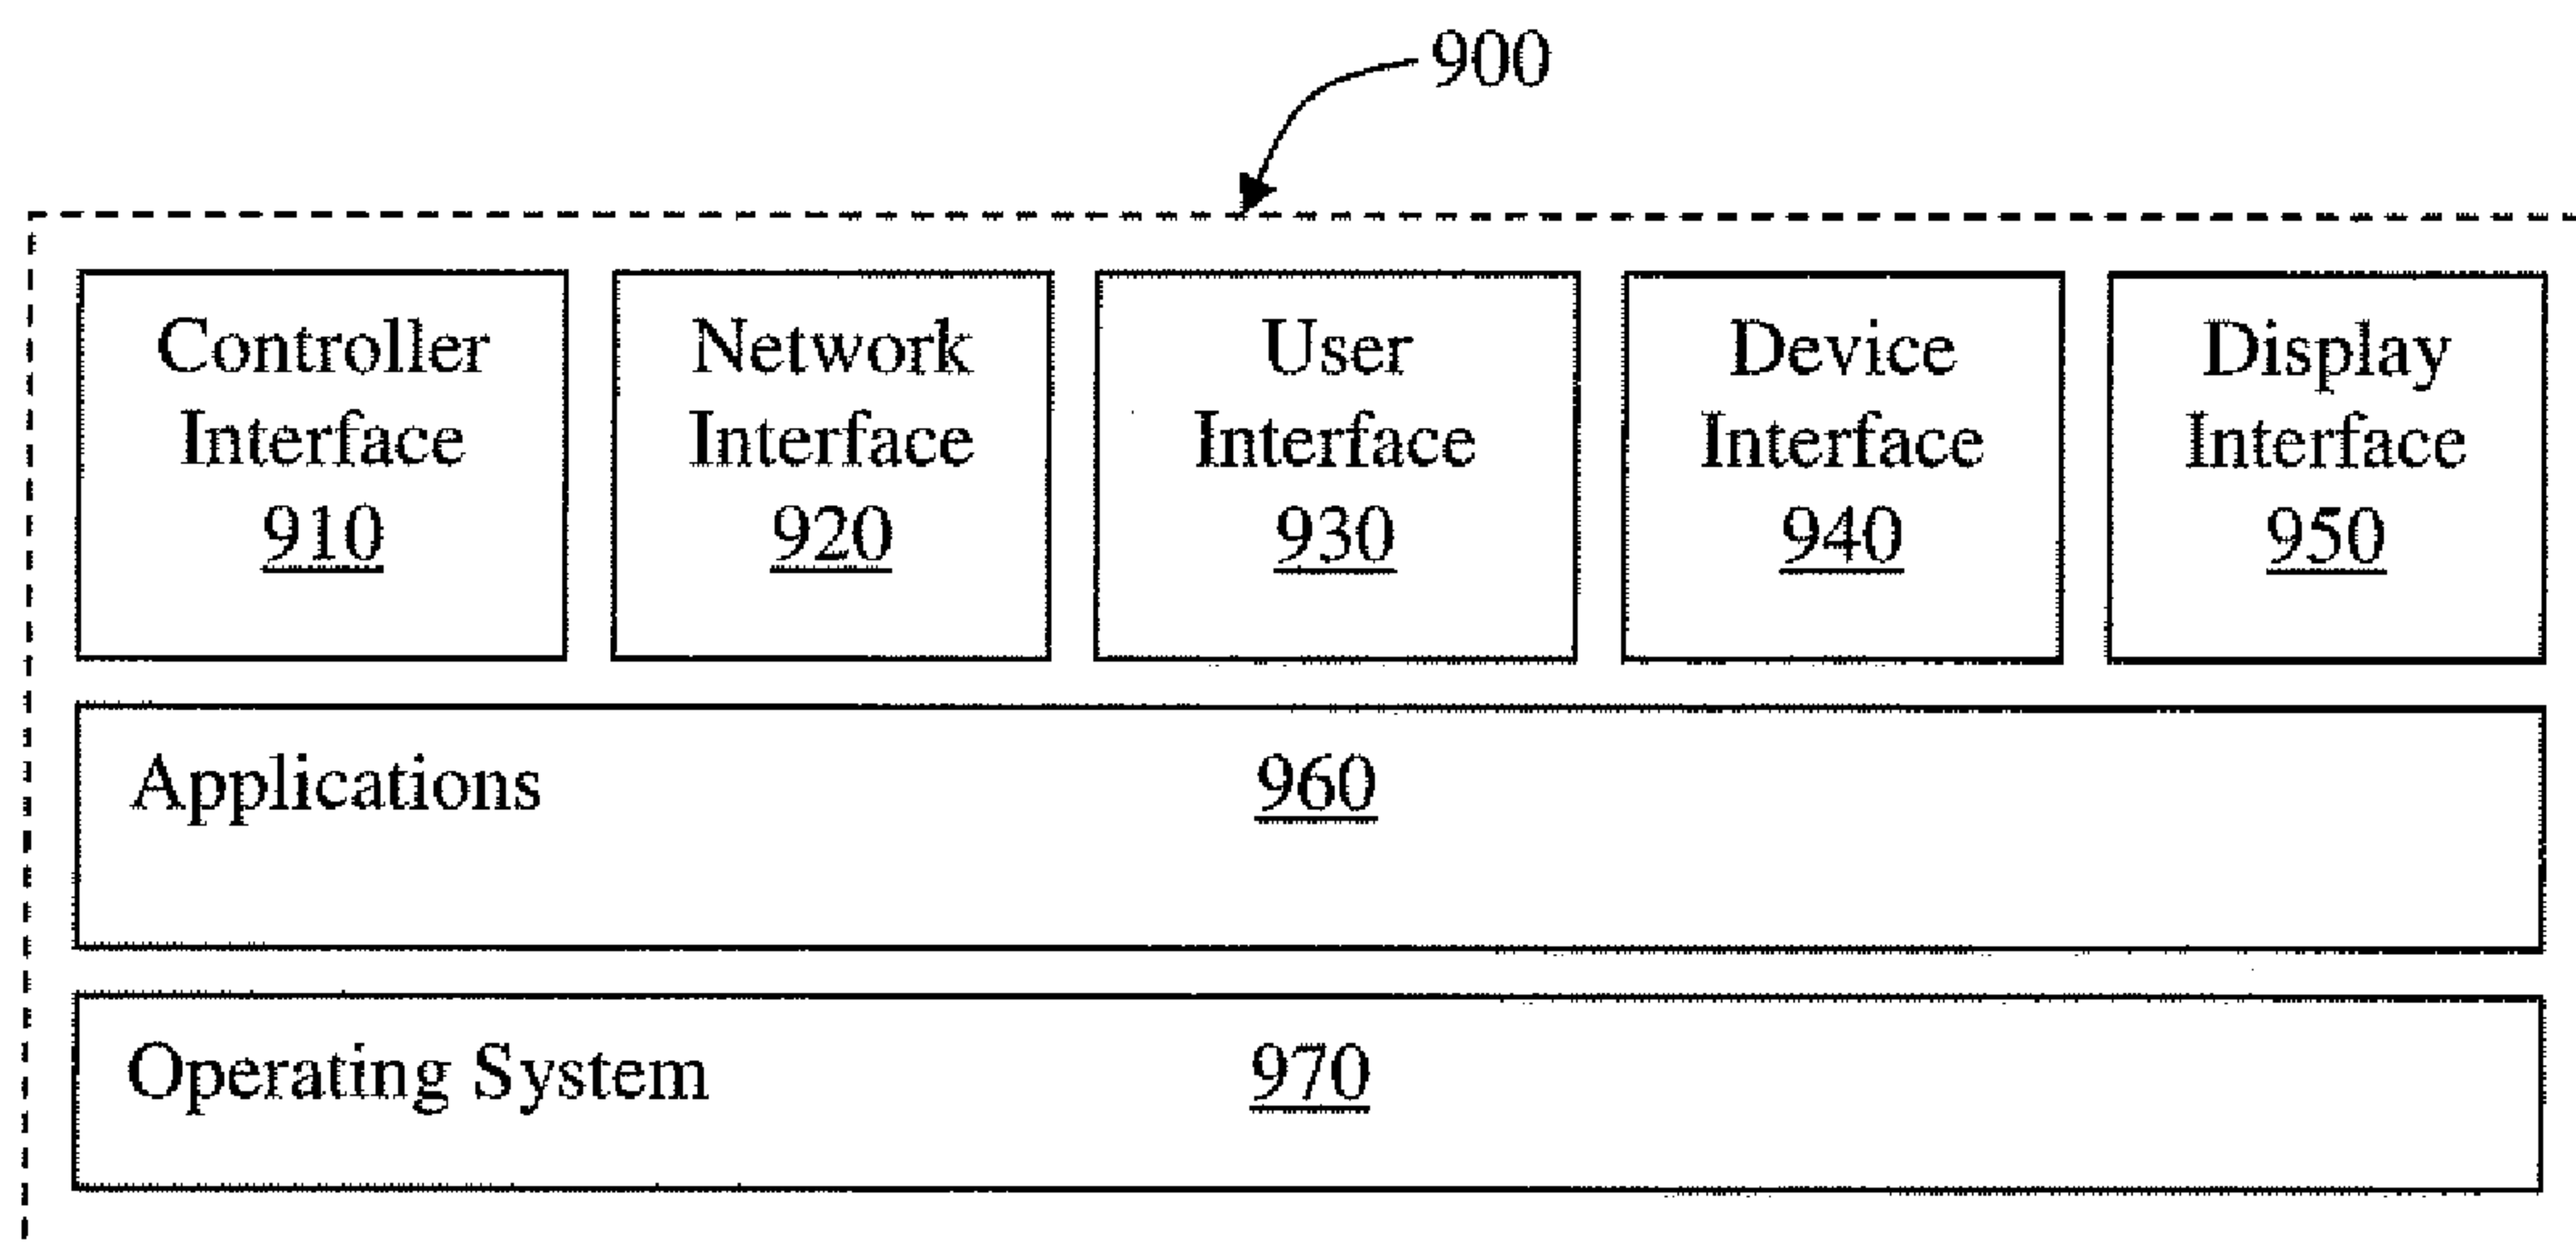 900
Controller
Interface
910
Network
Interface
920
User
Interface
930
Device
Interface
940
Display
Interface
950
Applications 960
Operating System 970